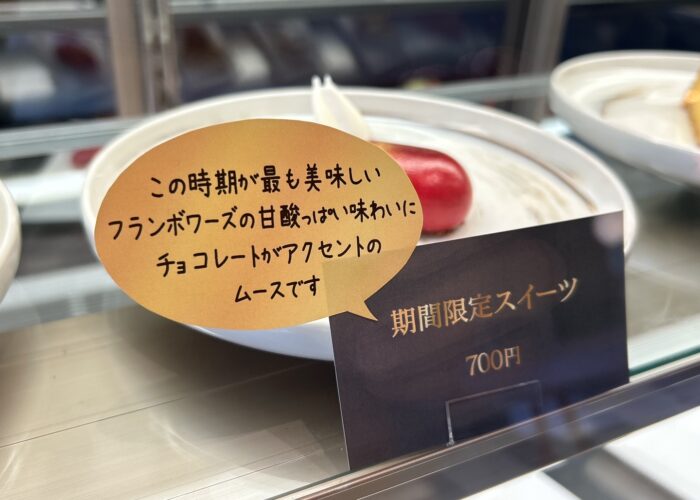 この時期が最も美味しい
フランボワーズの甘酸っぱい味わいに
チョコレートがアクセントの
ムースです
期間限定スイーツ
700円